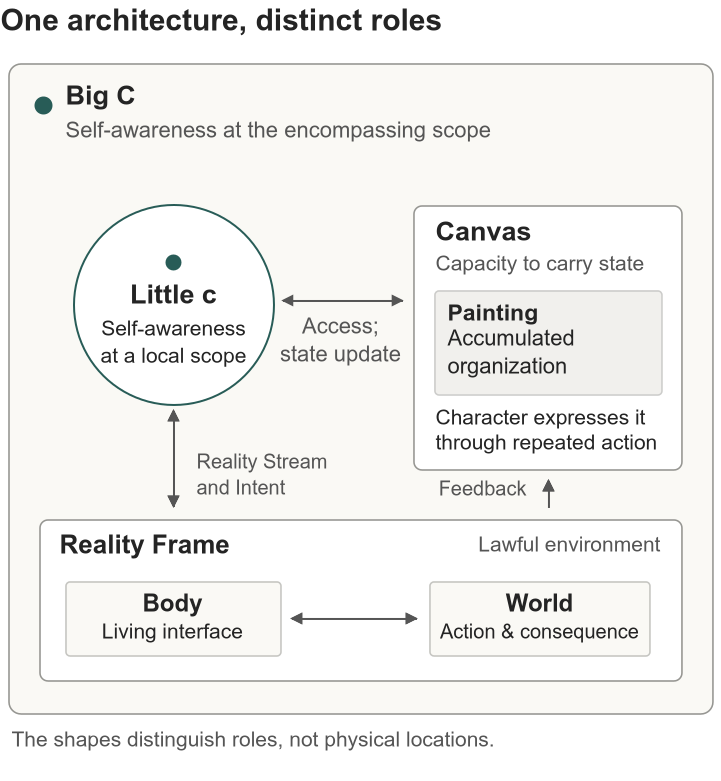 One architecture, distinct roles
Big C
Self-awareness at the encompassing scope
Little c
Self-awareness
at a local scope
Access;
state update
Canvas
Capacity to carry state
Painting
Accumulated
organization
Character expresses it
through repeated action
Reality Stream
and Intent
Feedback
Reality Frame
Lawful environment
Body
Living interface
World
Action & consequence
The shapes distinguish roles, not physical locations.